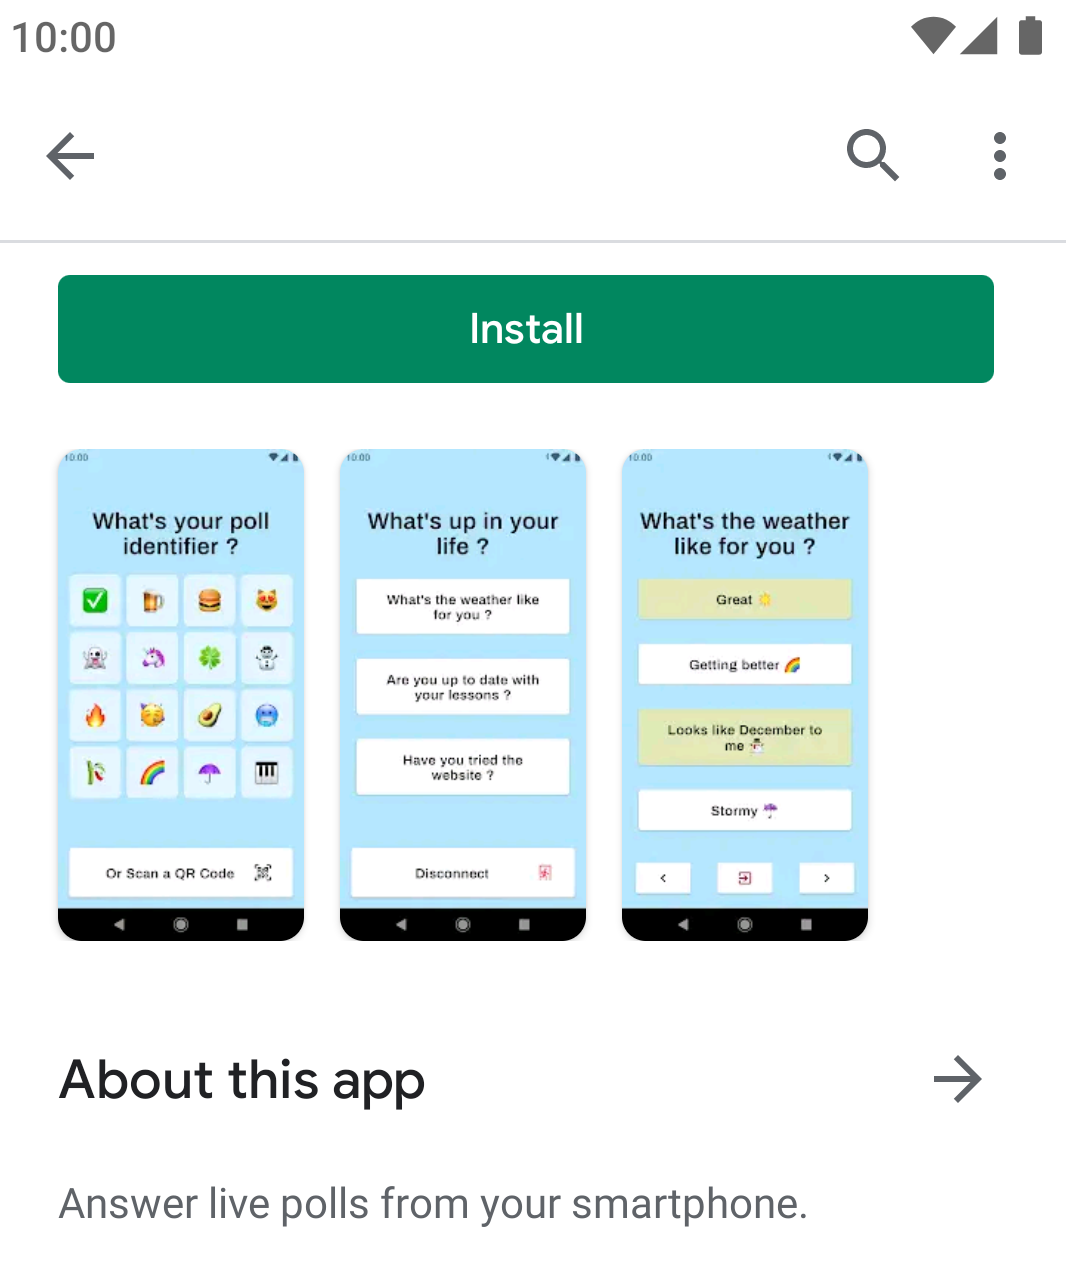 10:00
Install
10:00
What's your poll
identifier ?
Or Scan a QR Code
10:00
What's up in your
life ?
What's the weather like
for you ?
Are you up to date with
your lessons ?
Have you tried the
website ?
Disconnect
10:00
What's the weather
like for you ?
Great ☀️
Getting better 🌈
Looks like December to
me ⛄
Stormy ☂️
About this app
Answer live polls from your smartphone.